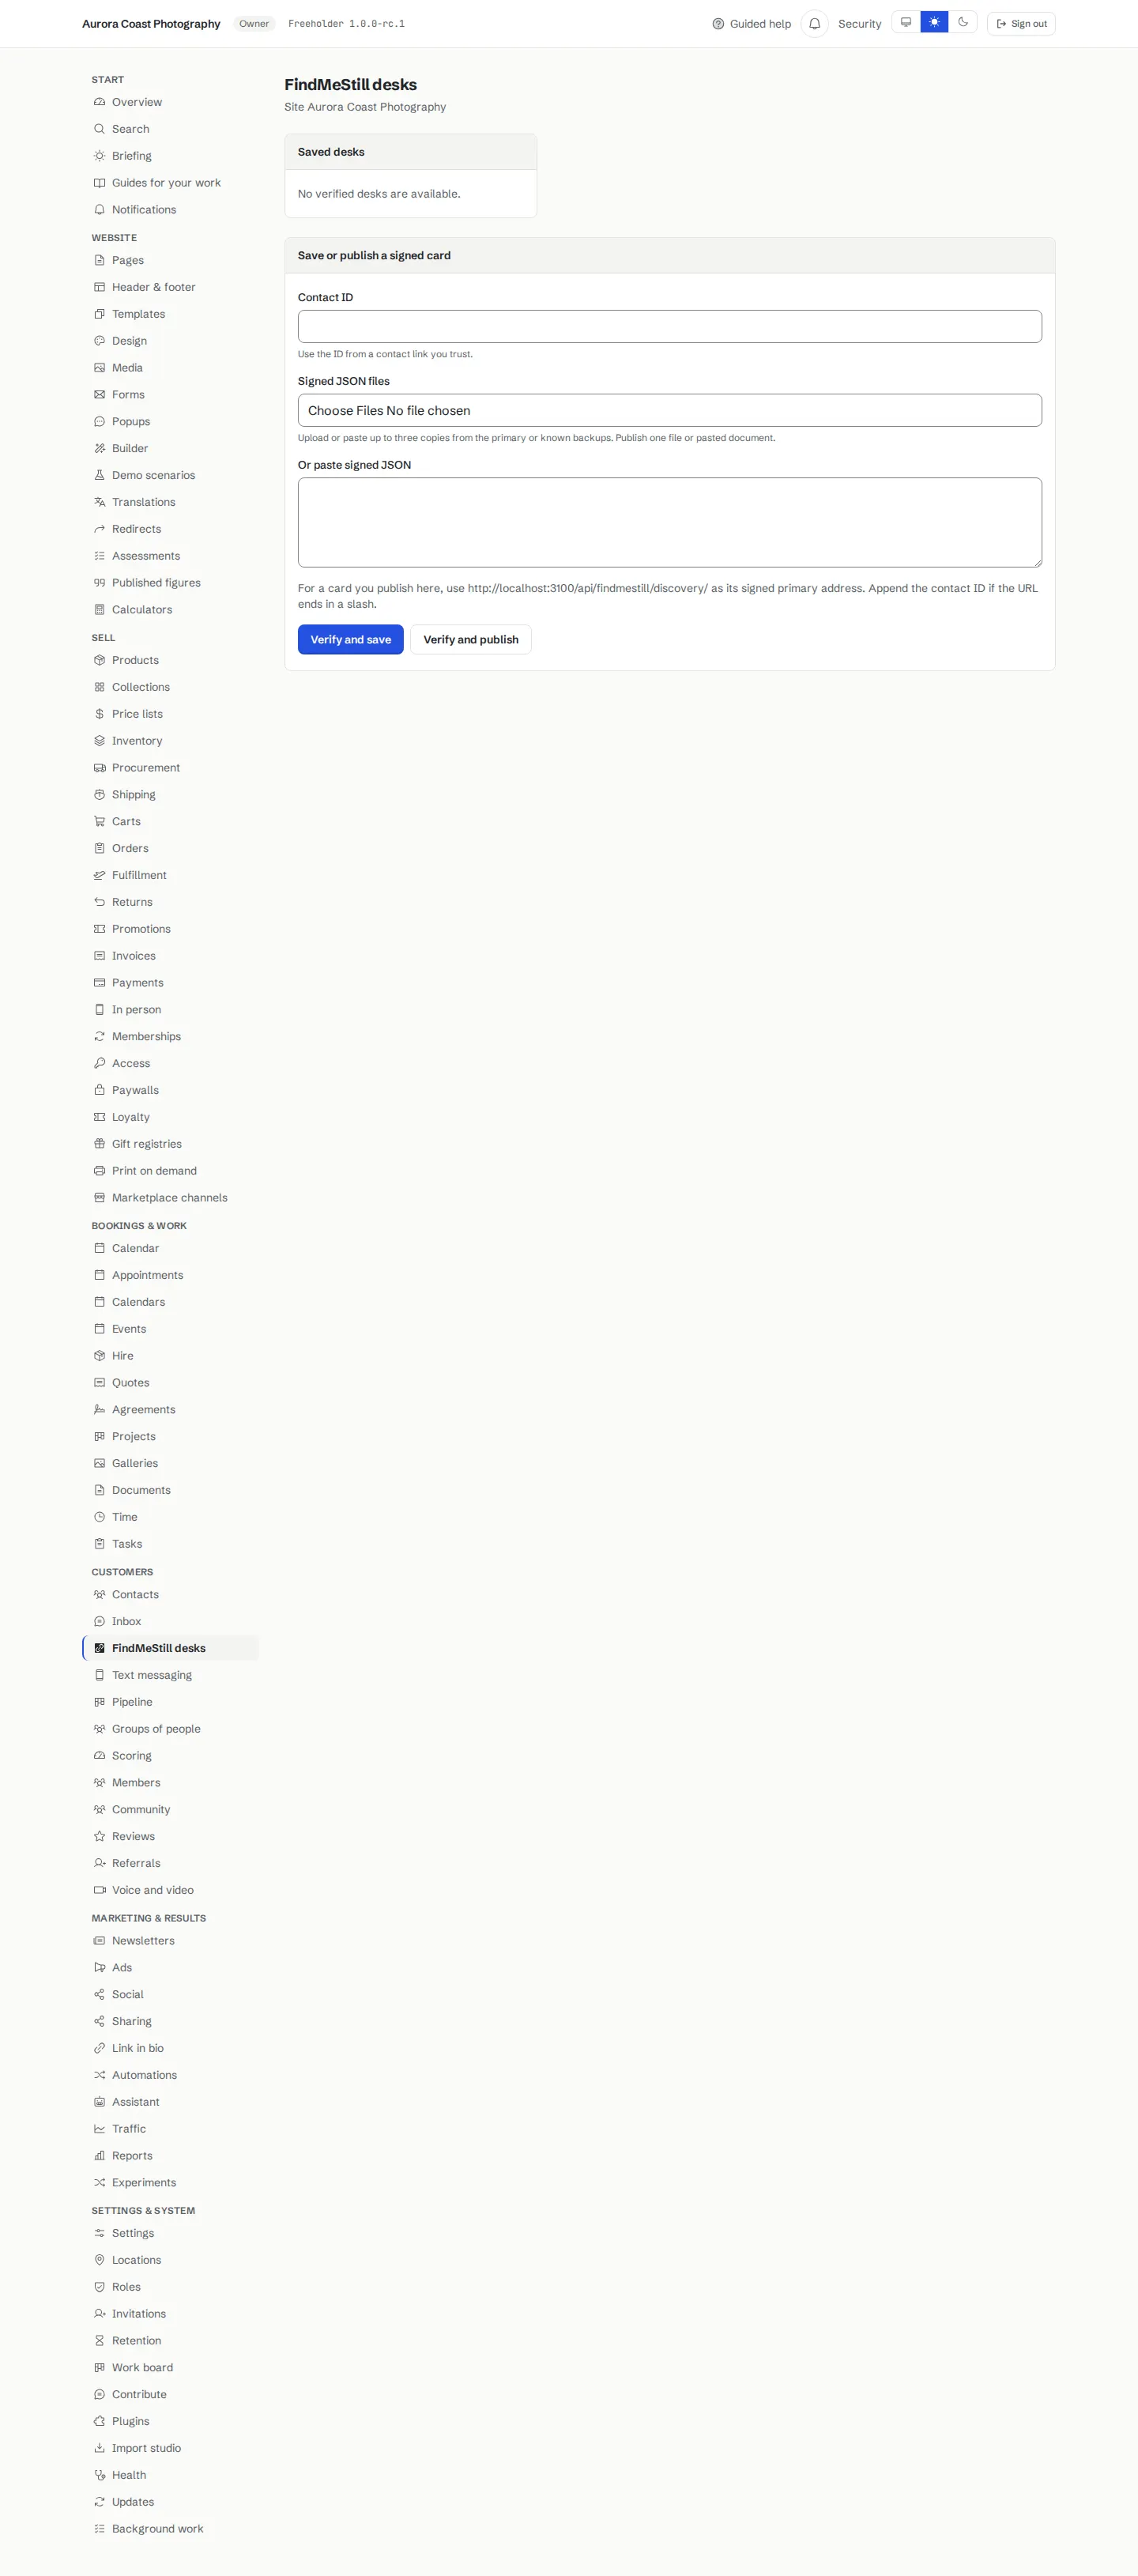 Aurora Coast Photography
Owner
Freeholder 1.0.0-rc.1
Guided help
Security
Sign out
START
Overview
Search
Briefing
Guides for your work
Notifications
WEBSITE
Pages
Header & footer
Templates
Design
Media
Forms
Popups
Builder
Demo scenarios
Translations
Redirects
Assessments
Published figures
Calculators
SELL
Products
Collections
Price lists
Inventory
Procurement
Shipping
Carts
Orders
Fulfillment
Returns
Promotions
Invoices
Payments
In person
Memberships
Access
Paywalls
Loyalty
Gift registries
Print on demand
Marketplace channels
BOOKINGS & WORK
Calendar
Appointments
Calendars
Events
Hire
Quotes
Agreements
Projects
Galleries
Documents
Time
Tasks
CUSTOMERS
Contacts
Inbox
FindMeStill desks
Text messaging
Pipeline
Groups of people
Scoring
Members
Community
Reviews
Referrals
Voice and video
MARKETING & RESULTS
Newsletters
Ads
Social
Sharing
Link in bio
Automations
Assistant
Traffic
Reports
Experiments
SETTINGS & SYSTEM
Settings
Locations
Roles
Invitations
Retention
Work board
Contribute
Plugins
Import studio
Health
Updates
Background work
FindMeStill desks
Site Aurora Coast Photography
Saved desks
No verified desks are available.
Save or publish a signed card
Contact ID
Use the ID from a contact link you trust.
Signed JSON files
Choose Files No file chosen
Upload or paste up to three copies from the primary or known backups. Publish one file or pasted document.
Or paste signed JSON
For a card you publish here, use http://localhost:3100/api/findmestill/discovery/ as its signed primary address. Append the contact ID if the URL
ends in a slash.
Verify and save
Verify and publish